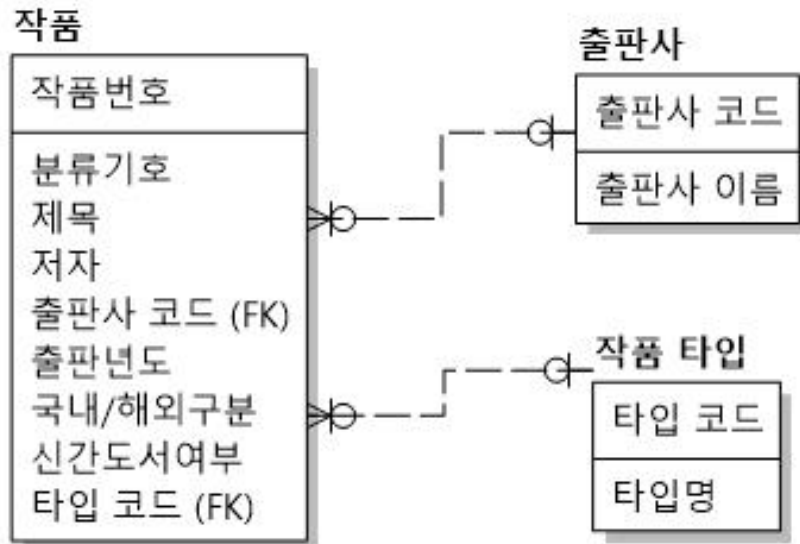 작품
작품번호
분류기호
제목
저자
출판사 코드 (FK)
출판년도
국내/해외구분
신간도서여부
타입 코드 (FK)
출판사
출판사 코드
출판사 이름
작품 타입
타입 코드
타입명